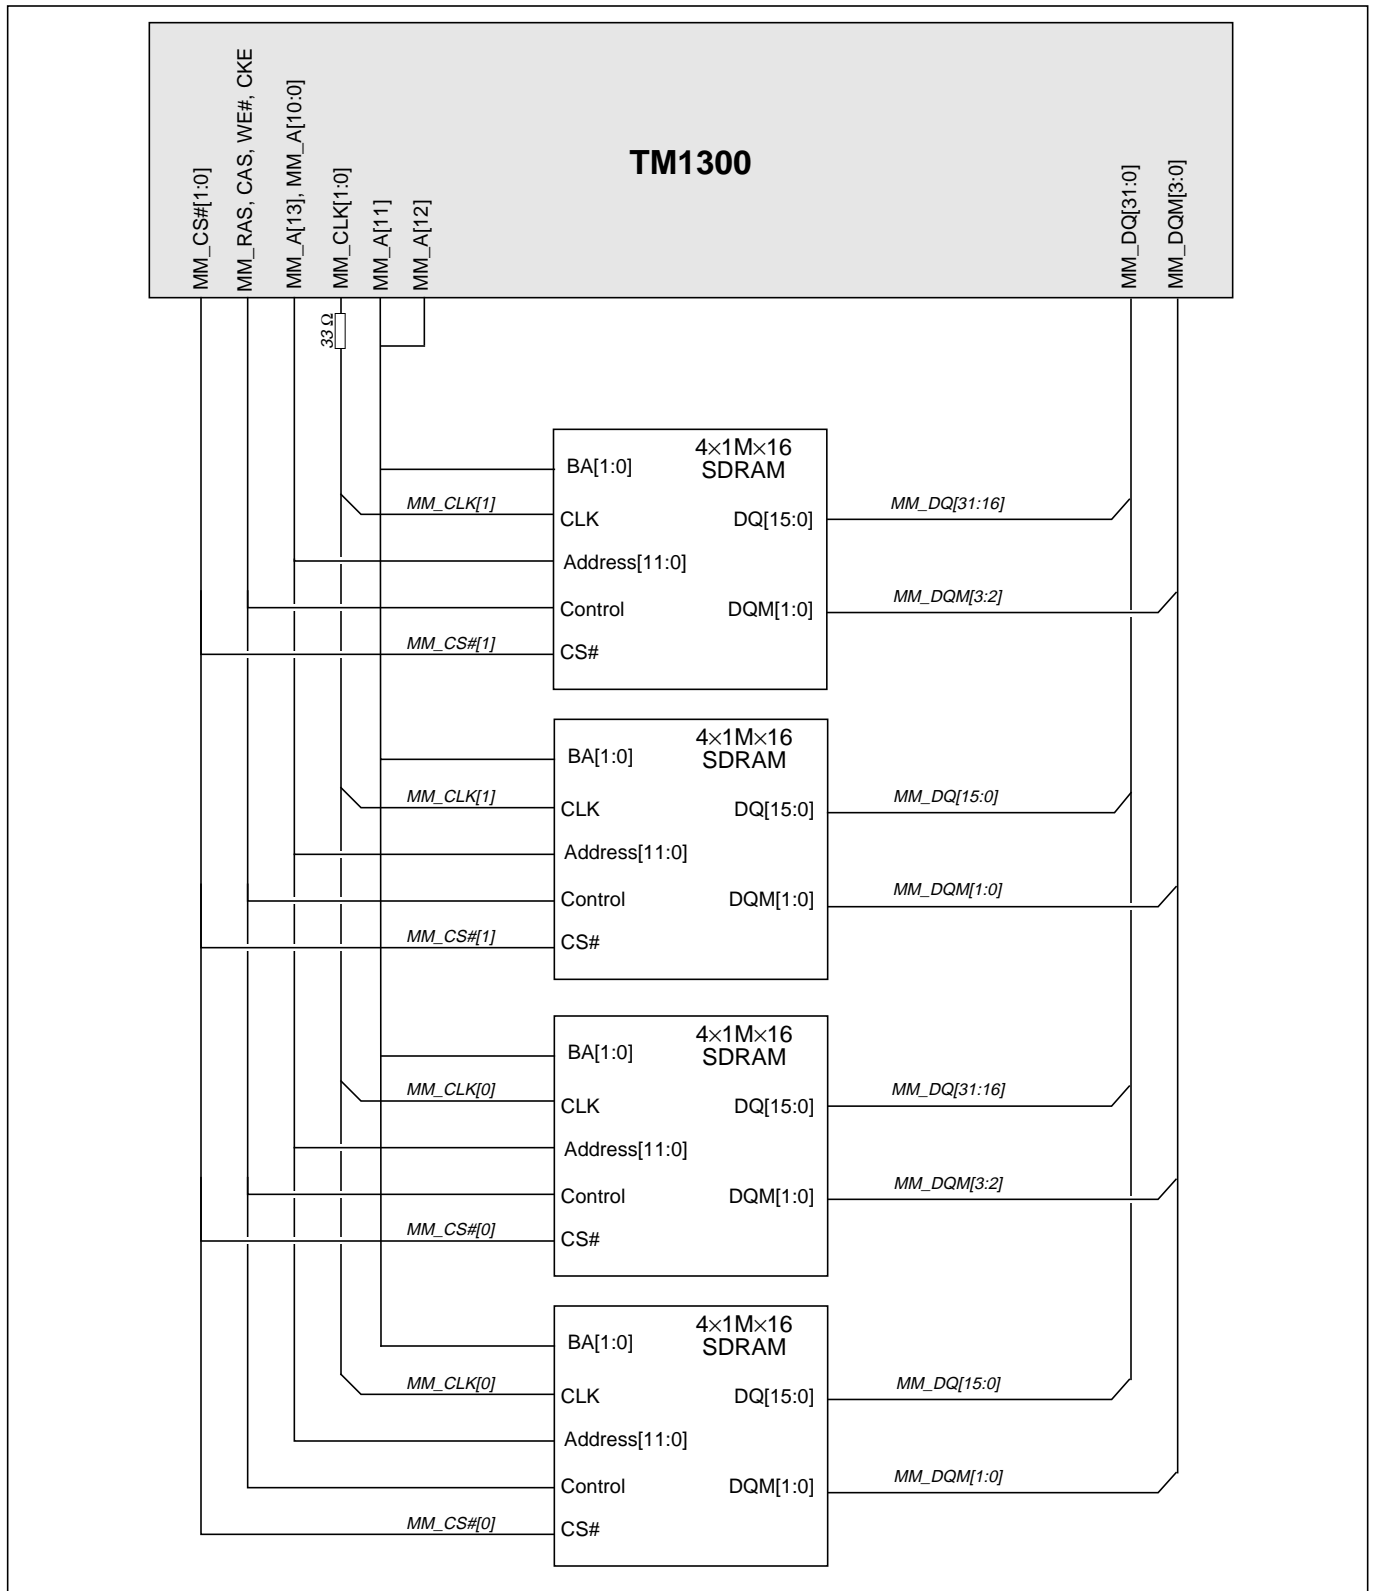 TM1300
MM_CS#[1:0]
MM_RAS, CAS, WE#, CKE
MM_A[13], MM_A[10:0]
MM_CLK[1:0]
MM_A[11]
MM_A[12]
MM_DQ[31:0]
MM_DQM[3:0]
33 Ω
4×1M×16
SDRAM
BA[1:0]
MM_CLK[1]
CLK
DQ[15:0]
MM_DQ[31:16]
Address[11:0]
Control
DQM[1:0]
MM_DQM[3:2]
MM_CS#[1]
CS#
4×1M×16
SDRAM
BA[1:0]
MM_CLK[1]
CLK
DQ[15:0]
MM_DQ[15:0]
Address[11:0]
Control
DQM[1:0]
MM_DQM[1:0]
MM_CS#[1]
CS#
4×1M×16
SDRAM
BA[1:0]
MM_CLK[0]
CLK
DQ[15:0]
MM_DQ[31:16]
Address[11:0]
Control
DQM[1:0]
MM_DQM[3:2]
MM_CS#[0]
CS#
4×1M×16
SDRAM
BA[1:0]
MM_CLK[0]
CLK
DQ[15:0]
MM_DQ[15:0]
Address[11:0]
Control
DQM[1:0]
MM_DQM[1:0]
MM_CS#[0]
CS#